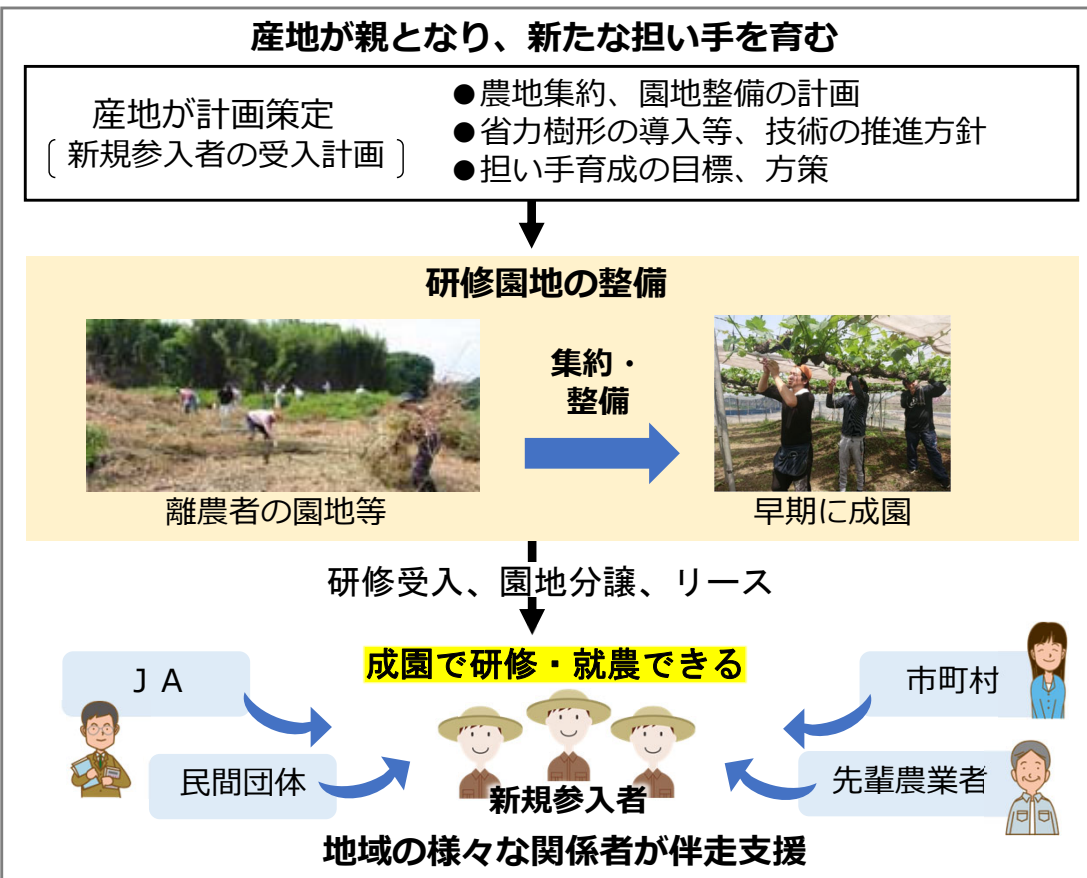 産地が親となり、新たな担い手を育む
産地が計画策定
〔 新規参入者の受入計画 〕
●農地集約、園地整備の計画
●省力樹形の導入等、技術の推進方針
●担い手育成の目標、方策
研修園地の整備
集約・
整備
離農者の園地等
早期に成園
研修受入、園地分譲、リース
成園で研修・就農できる
ＪＡ
市町村
民間団体
先輩農業者
新規参入者
地域の様々な関係者が伴走支援